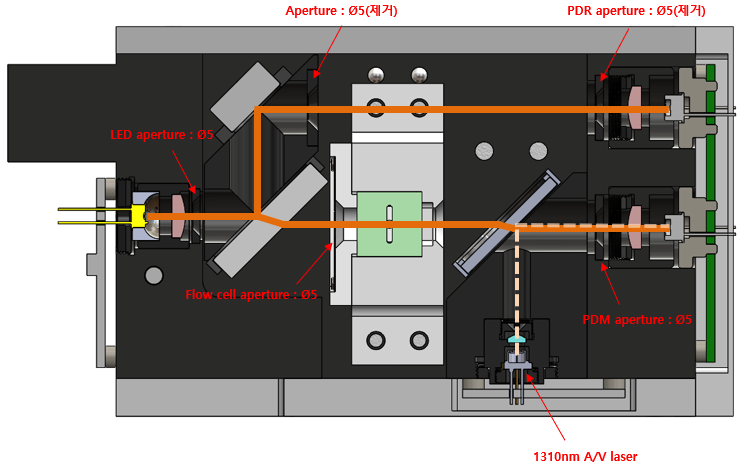 Aperture : Ø5(제거)
PDR aperture : Ø5(제거)
LED aperture : Ø5
Flow cell aperture : Ø5
PDM aperture : Ø5
1310nm A/V laser